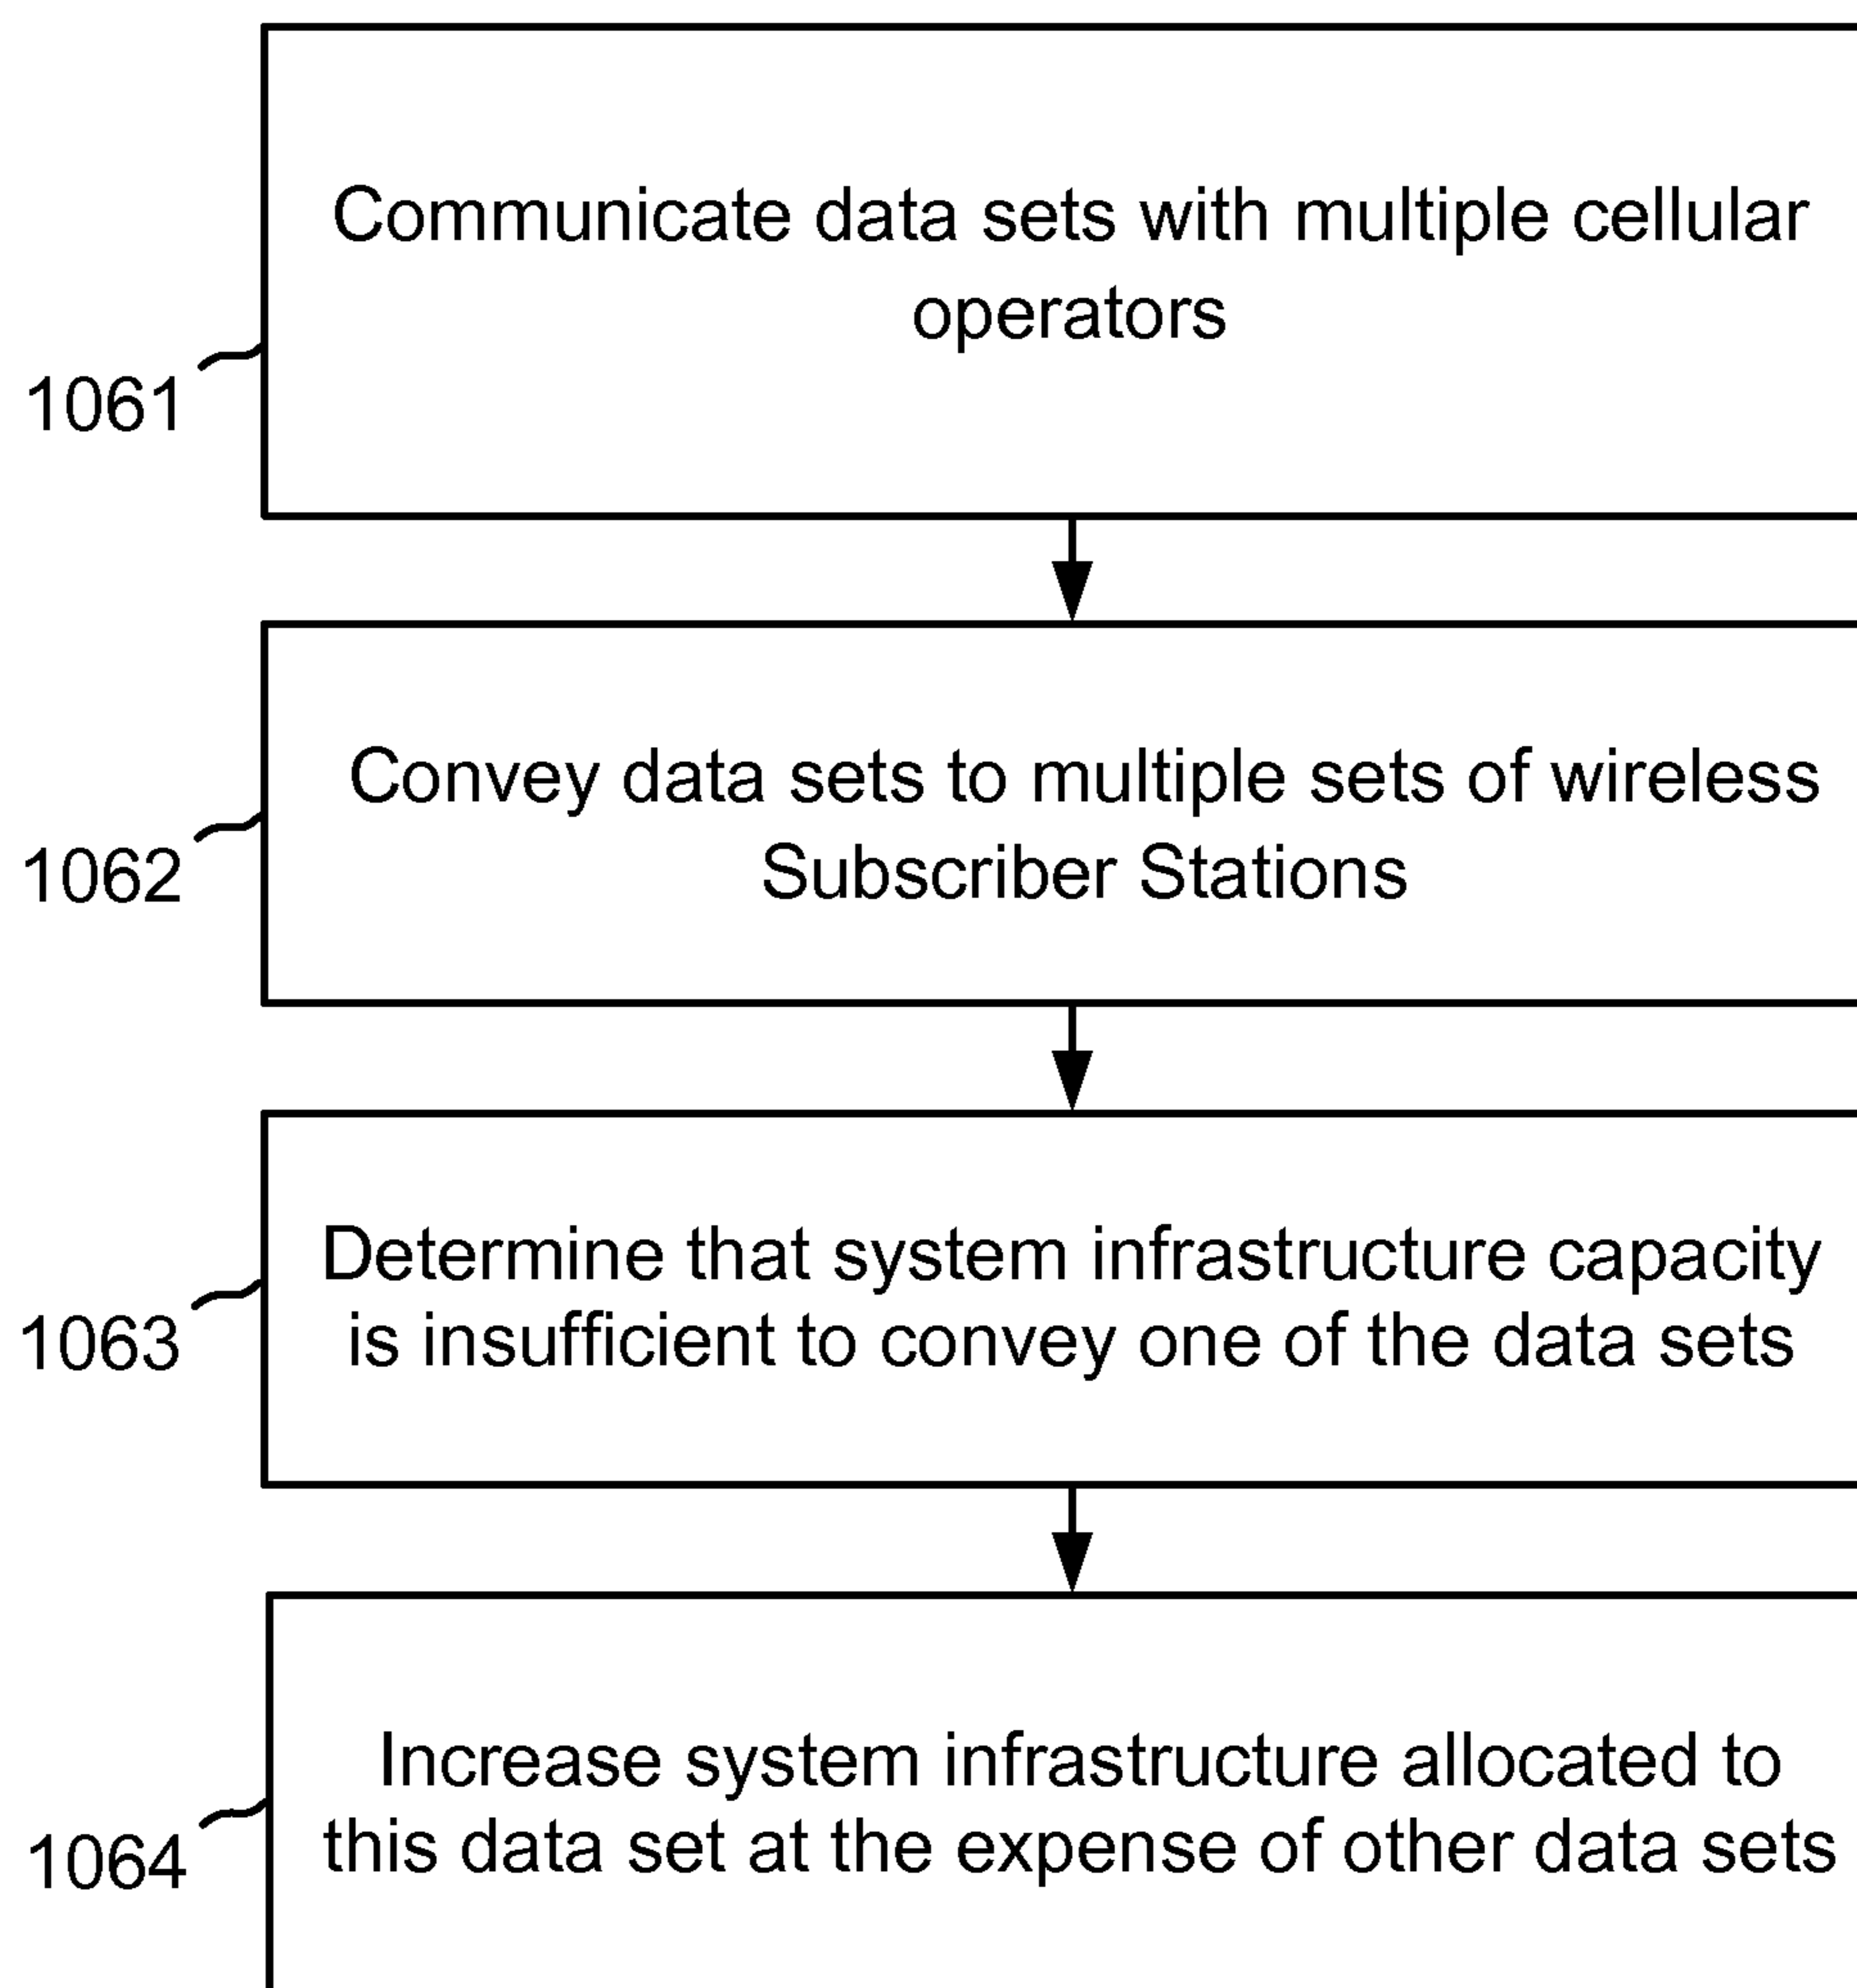 Communicate data sets with multiple cellular
operators
1061
Convey data sets to multiple sets of wireless
Subscriber Stations
1062
Determine that system infrastructure capacity
is insufficient to convey one of the data sets
1063
Increase system infrastructure allocated to
this data set at the expense of other data sets
1064